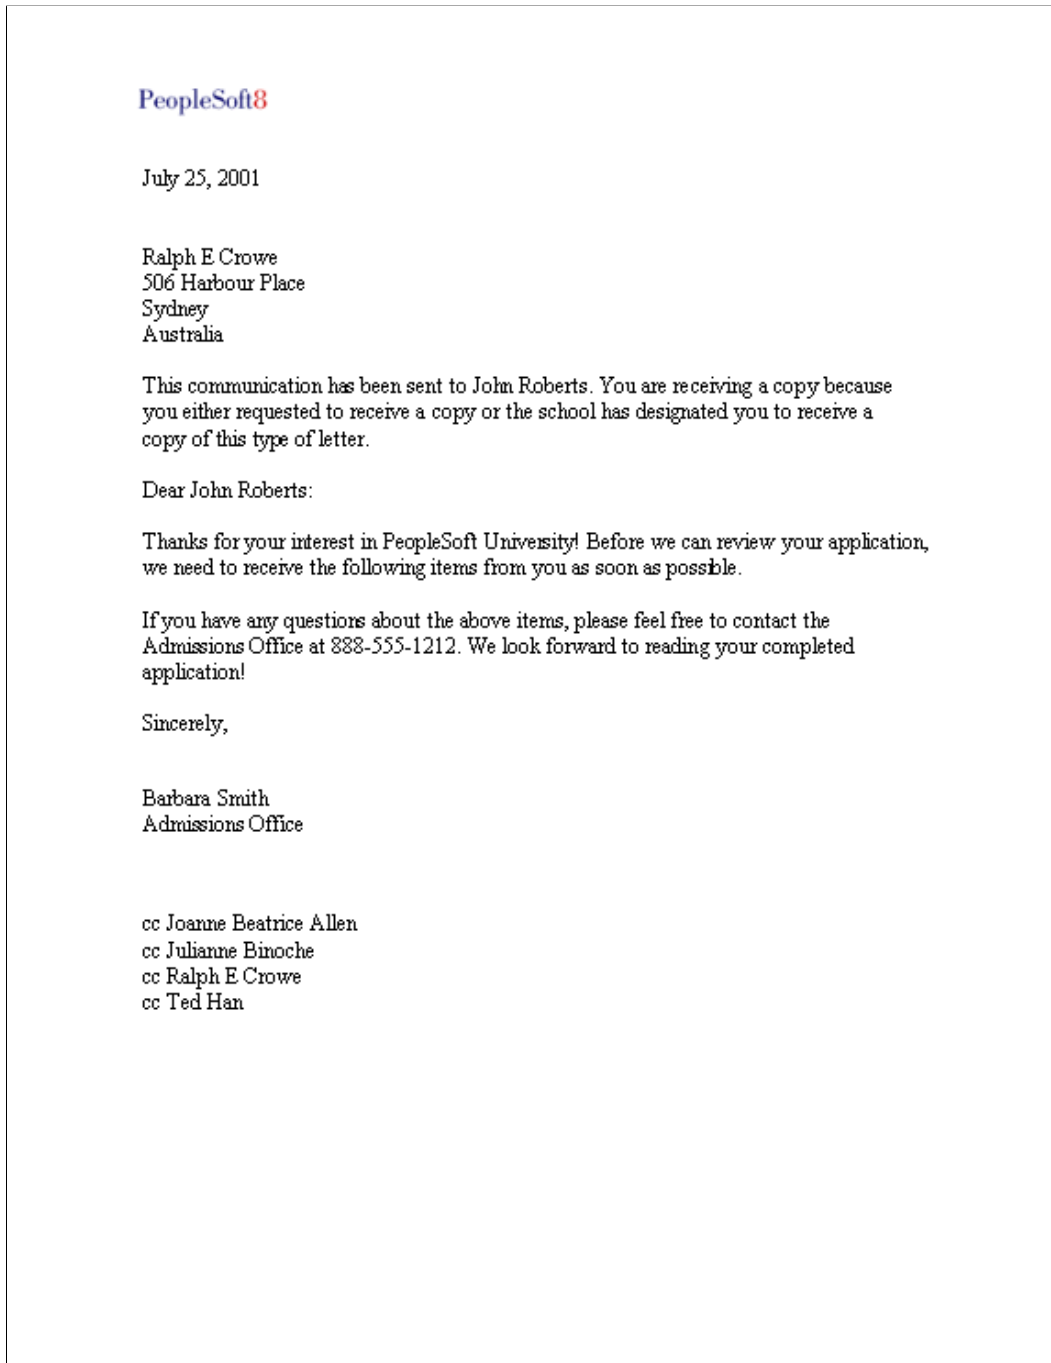 PeopleSoft8
July 25, 2001
Ralph E Crowe
506 Harbour Place
Sydney
Australia
This communication has been sent to John Roberts. You are receiving a copy because
you either requested to receive a copy or the school has designated you to receive a
copy of this type of letter.
Dear John Roberts:
Thanks for your interest in PeopleSoft University! Before we can review your application,
we need to receive the following items from you as soon as possible.
If you have any questions about the above items, please feel free to contact the
Admissions Office at 888-555-1212. We look forward to reading your completed
application!
Sincerely,
Barbara Smith
Admissions Office
cc Joanne Beatrice Allen
cc Julianne Binoche
cc Ralph E Crowe
cc Ted Han